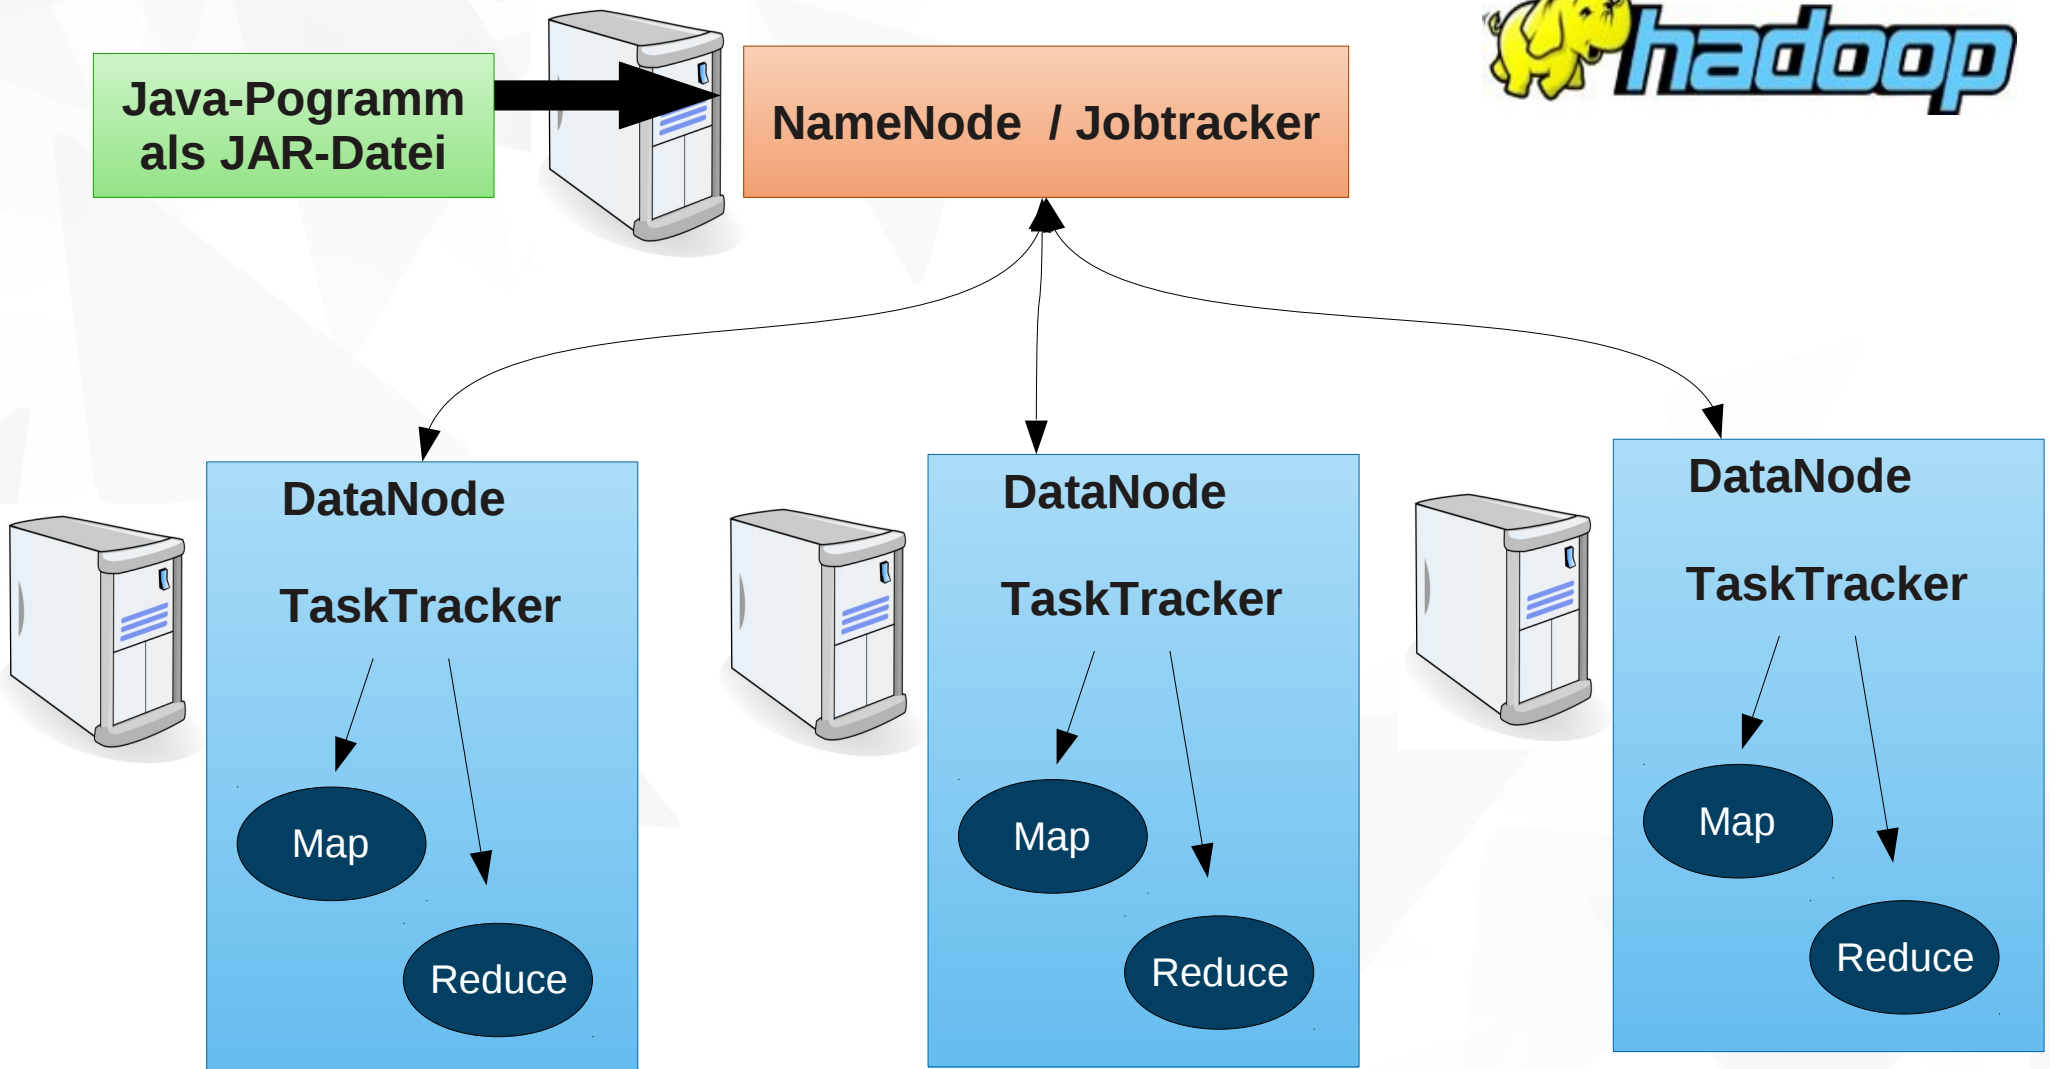 Java-Pogramm
als JAR-Datei
NameNode / Jobtracker
hadoop
DataNode
TaskTracker
Map
Reduce
DataNode
TaskTracker
Map
Reduce
DataNode
TaskTracker
Map
Reduce